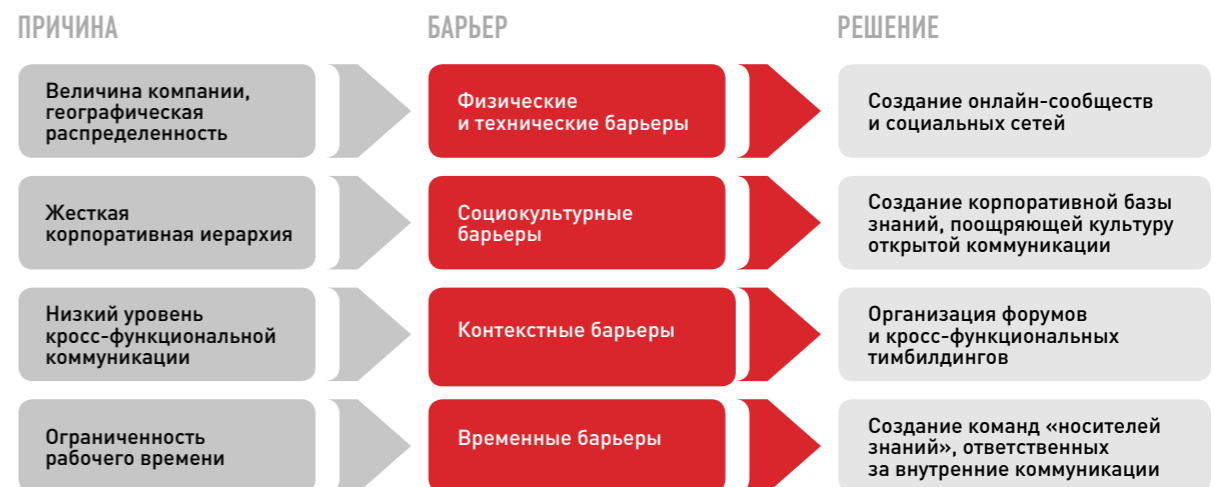 ПРИЧИНА
БАРЬЕР
РЕШЕНИЕ
Величина компании,
географическая
распределенность
Физические
и технические барьеры
Создание онлайн-сообществ
и социальных сетей
Жесткая
корпоративная иерархия
Социокультурные
барьеры
Создание корпоративной базы
знаний, поощряющей культуру
открытой коммуникации
Низкий уровень
кросс-функциональной
коммуникации
Контекстные барьеры
Организация форумов
и кросс-функциональных
тимбилдингов
Ограниченность
рабочего времени
Временные барьеры
Создание команд «носителей
знаний», ответственных
за внутренние коммуникации